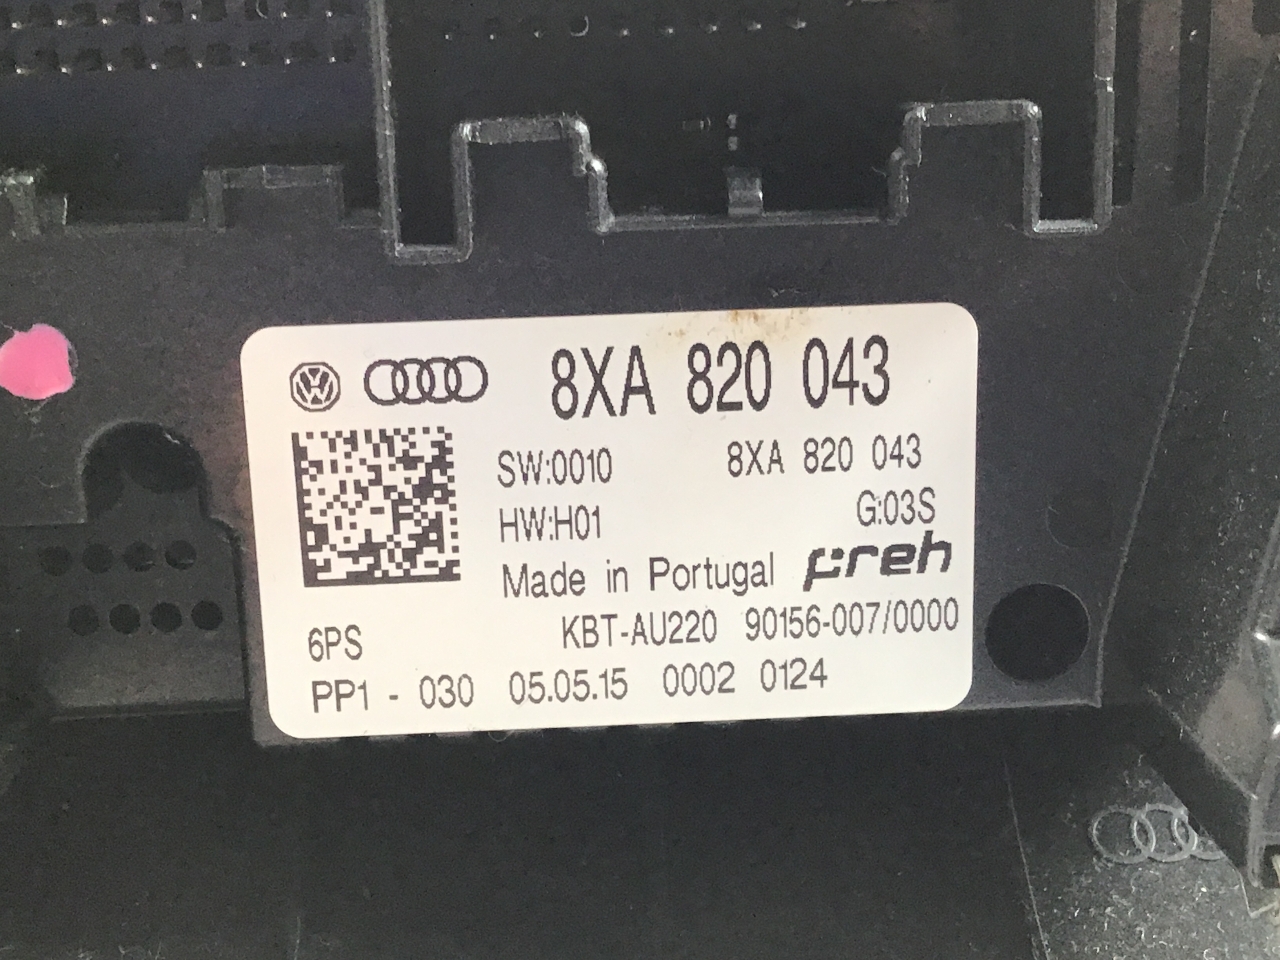 8XA 820 043
SW:0010 8XA 820 043
HW:H01 G:03S
Made in Portugal preh
6PS KBT-AU220 90156-007/0000
PP1 - 030 05.05.15 0002 0124